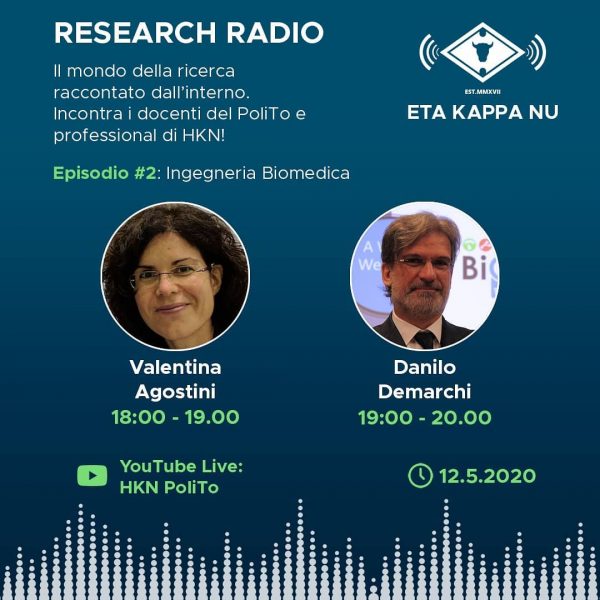 RESEARCH RADIO
Il mondo della ricerca
raccontato dall'interno.
Incontra i docenti del PoliTo e
professional di HKN!
EST.MMXVII
ETA KAPPA NU
Episodio #2: Ingegneria Biomedica
A
We
Bi
Valentina
Agostini
18:00 - 19.00
Danilo
Demarchi
19:00 - 20.00
YouTube Live:
HKN PoliTo
12.5.2020